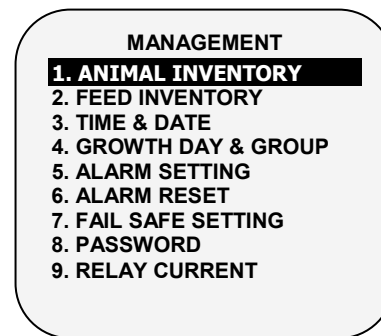 MANAGEMENT
1. ANIMAL INVENTORY
2. FEED INVENTORY
3. TIME & DATE
4. GROWTH DAY & GROUP
5. ALARM SETTING
6. ALARM RESET
7. FAIL SAFE SETTING
8. PASSWORD
9. RELAY CURRENT